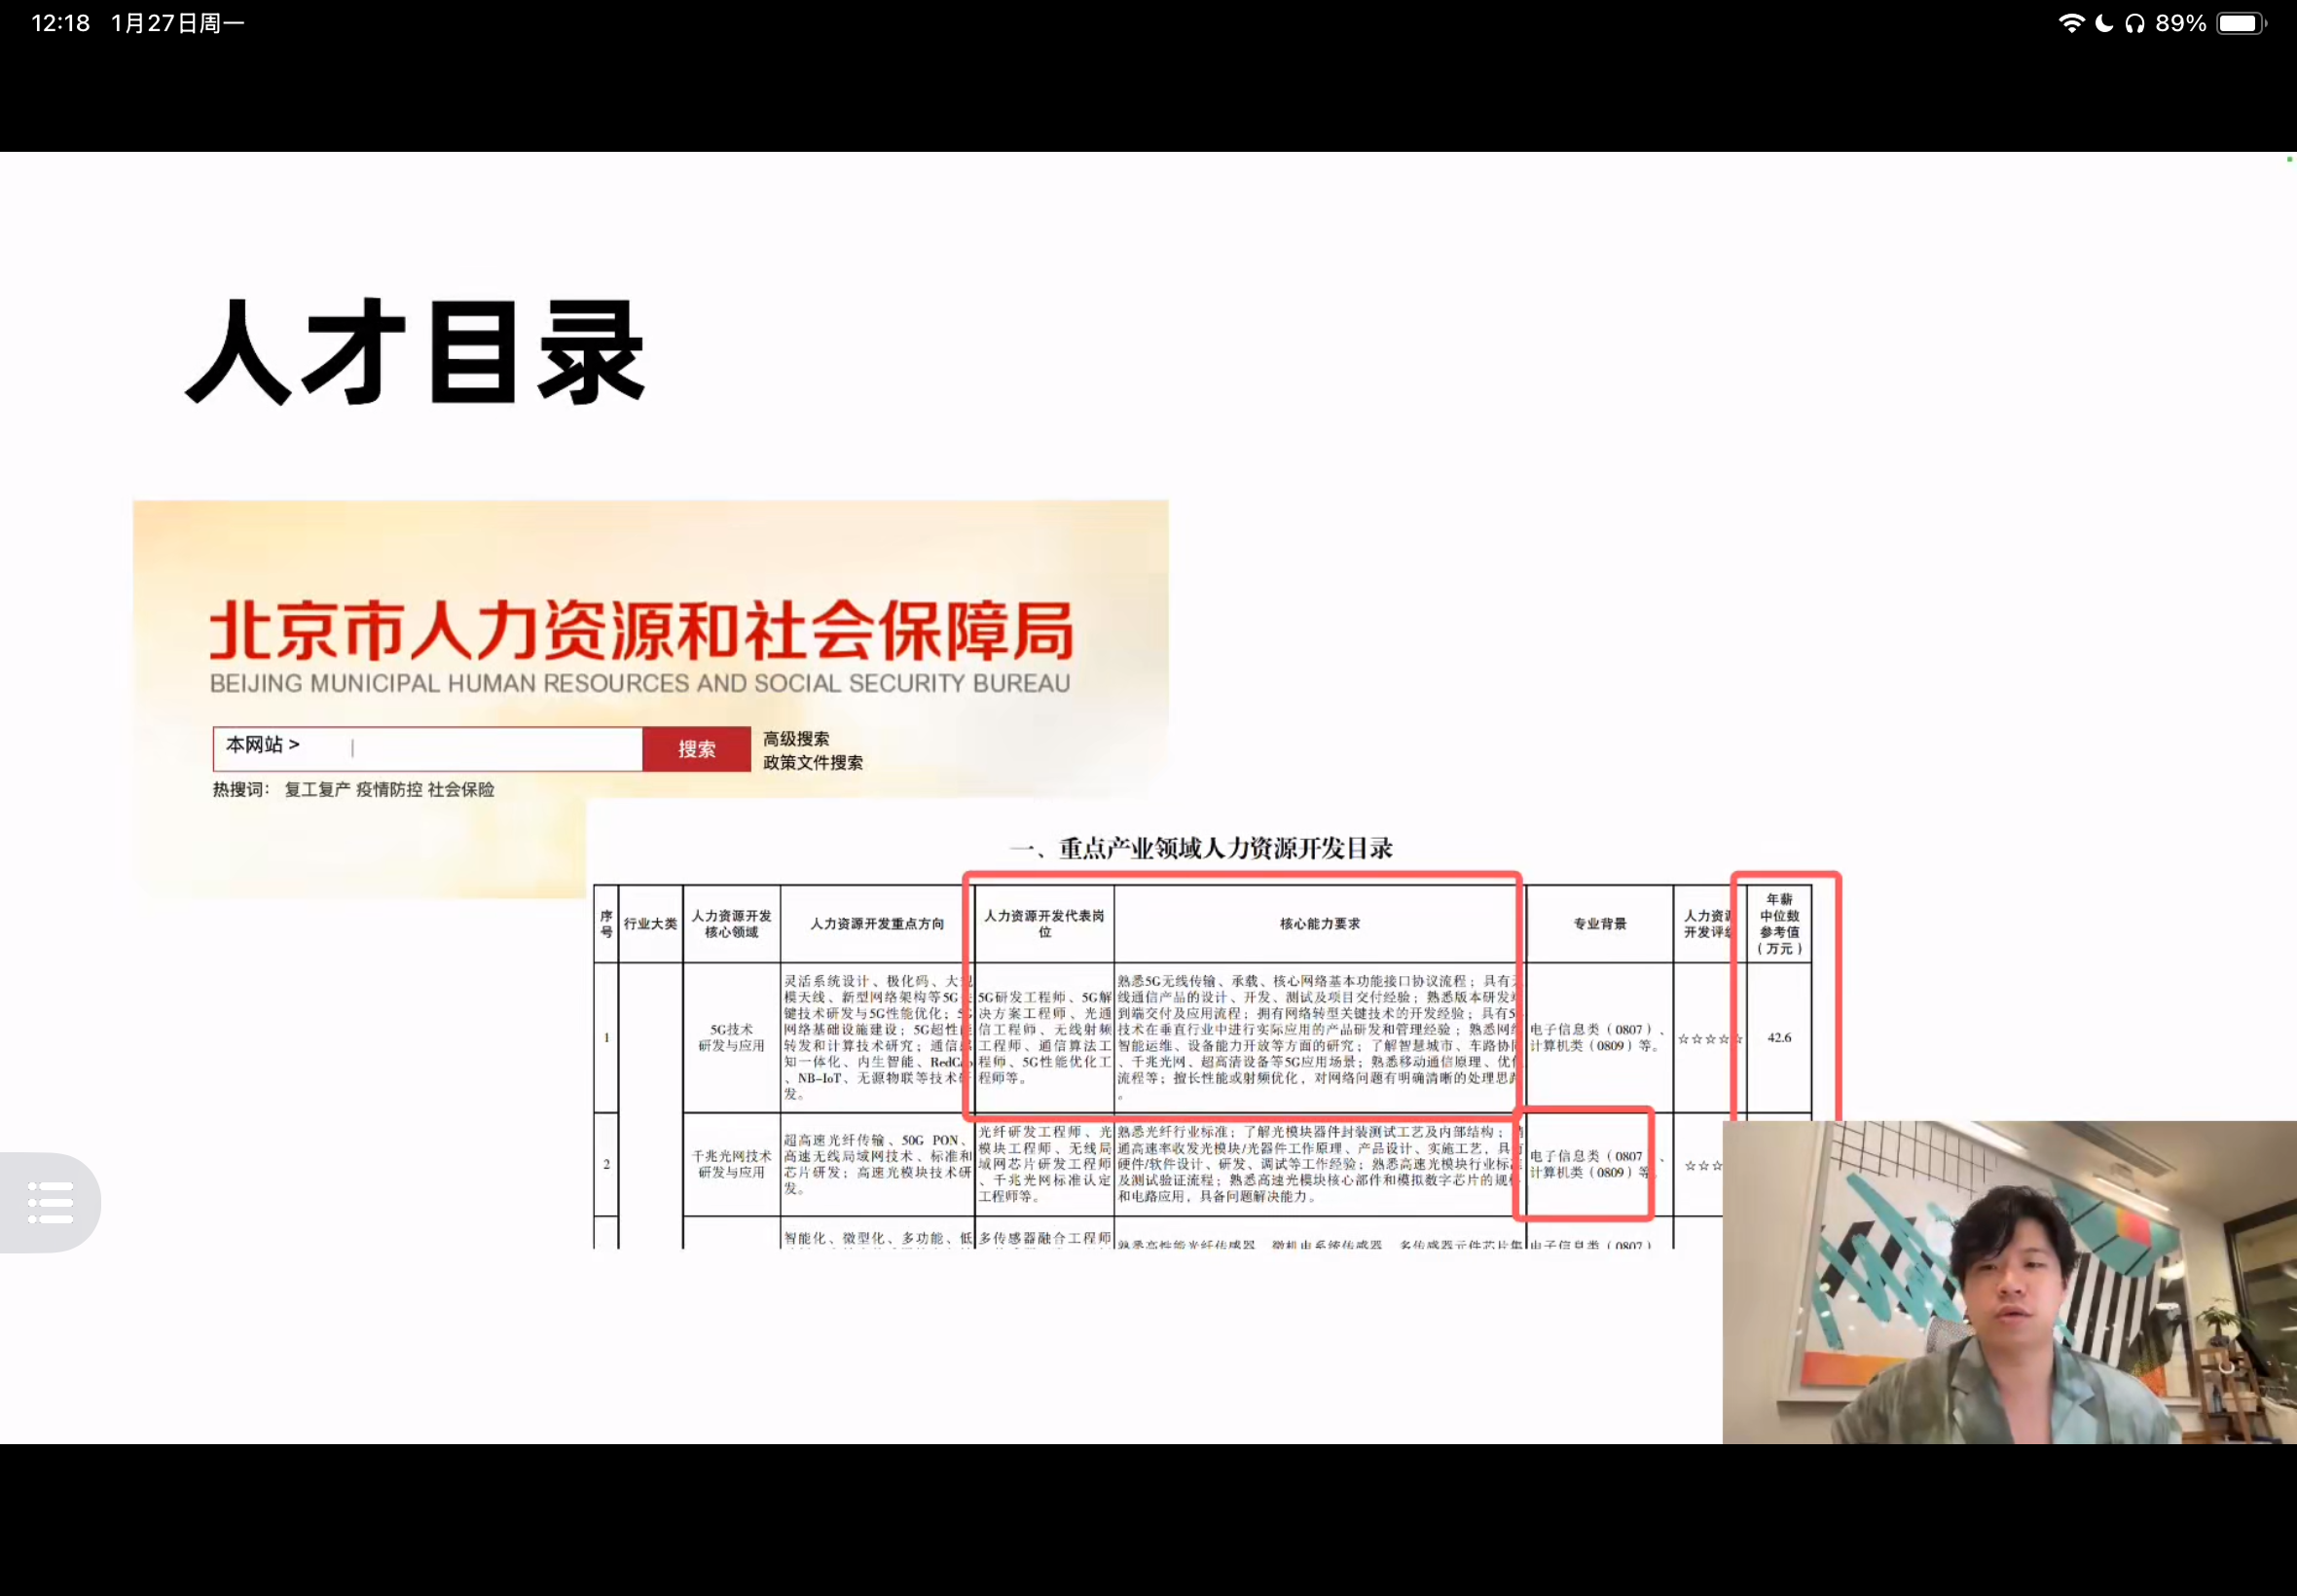 12:18 1月27日周一
89%
人才目录
北京市人力资源和社会保障局
BEIJING MUNICIPAL HUMAN RESOURCES AND SOCIAL SECURITY BUREAU
本网站 >
搜索
高级搜索
政策文件搜索
热搜词： 复工复产 疫情防控 社会保险
一、重点产业领域人力资源开发目录
序号
行业大类
人力资源开发
核心领域
人力资源开发重点方向
人力资源开发代表岗
位
核心能力要求
专业背景
人力资
开发评
年薪
中位数
参考值
（万元）
1
5G技术
研发与应用
灵活系统设计、极化码、大
模天线、新型网络架构等5G
键技术研发与5G性能优化；5G
网络基础设施建设；5G超性
转发和计算技术研究；通信
知一体化、内生智能、RedCap
、NB-IoT、无源物联等技术
发。
5G研发工程师、5G解
决方案工程师、光通
信工程师、无线射频
工程师、通信算法工
程师、5G性能优化工
程师等。
熟悉5G无线传输、承载、核心网络基本功能接口协议流程；具有
线通信产品的设计、开发、测试及项目交付经验；熟悉版本研发
到端交付及应用流程；拥有网络转型关键技术的开发经验；具有5
技术在垂直行业中进行实际应用的产品研发和管理经验；熟悉网
智能运维、设备能力开放等方面的研究；了解智慧城市、车路协
、千兆光网、超高清设备等5G应用场景；熟悉移动通信原理、优
流程等；擅长性能或射频优化，对网络问题有明确清晰的处理思
。
电子信息类（0807）、
计算机类（0809）等。
☆☆☆☆☆
42.6
2
千兆光网技术
研发与应用
超高速光纤传输、50G PON、
高速无线局域网技术、标准和
芯片研发；高速光模块技术研
发。
光纤研发工程师、光
模块工程师、无线局
域网芯片研发工程师
、千兆光网标准认定
工程师等。
熟悉光纤行业标准；了解光模块器件封装测试工艺及内部结构；
通高速率收发光模块/光器件工作原理、产品设计、实施工艺，具
硬件/软件设计、研发、调试等工作经验；熟悉高速光模块行业标
及测试验证流程；熟悉高速光模块核心部件和模拟数字芯片的规
和电路应用，具备问题解决能力。
电子信息类（0807
、
计算机类（0809）等
☆☆☆
智能化、微型化、多功能、低
多传感器融合工程师
熟悉高性能光纤传感器、微机电系统传感器、多传感器元件芯片集
电子信息类（0807）